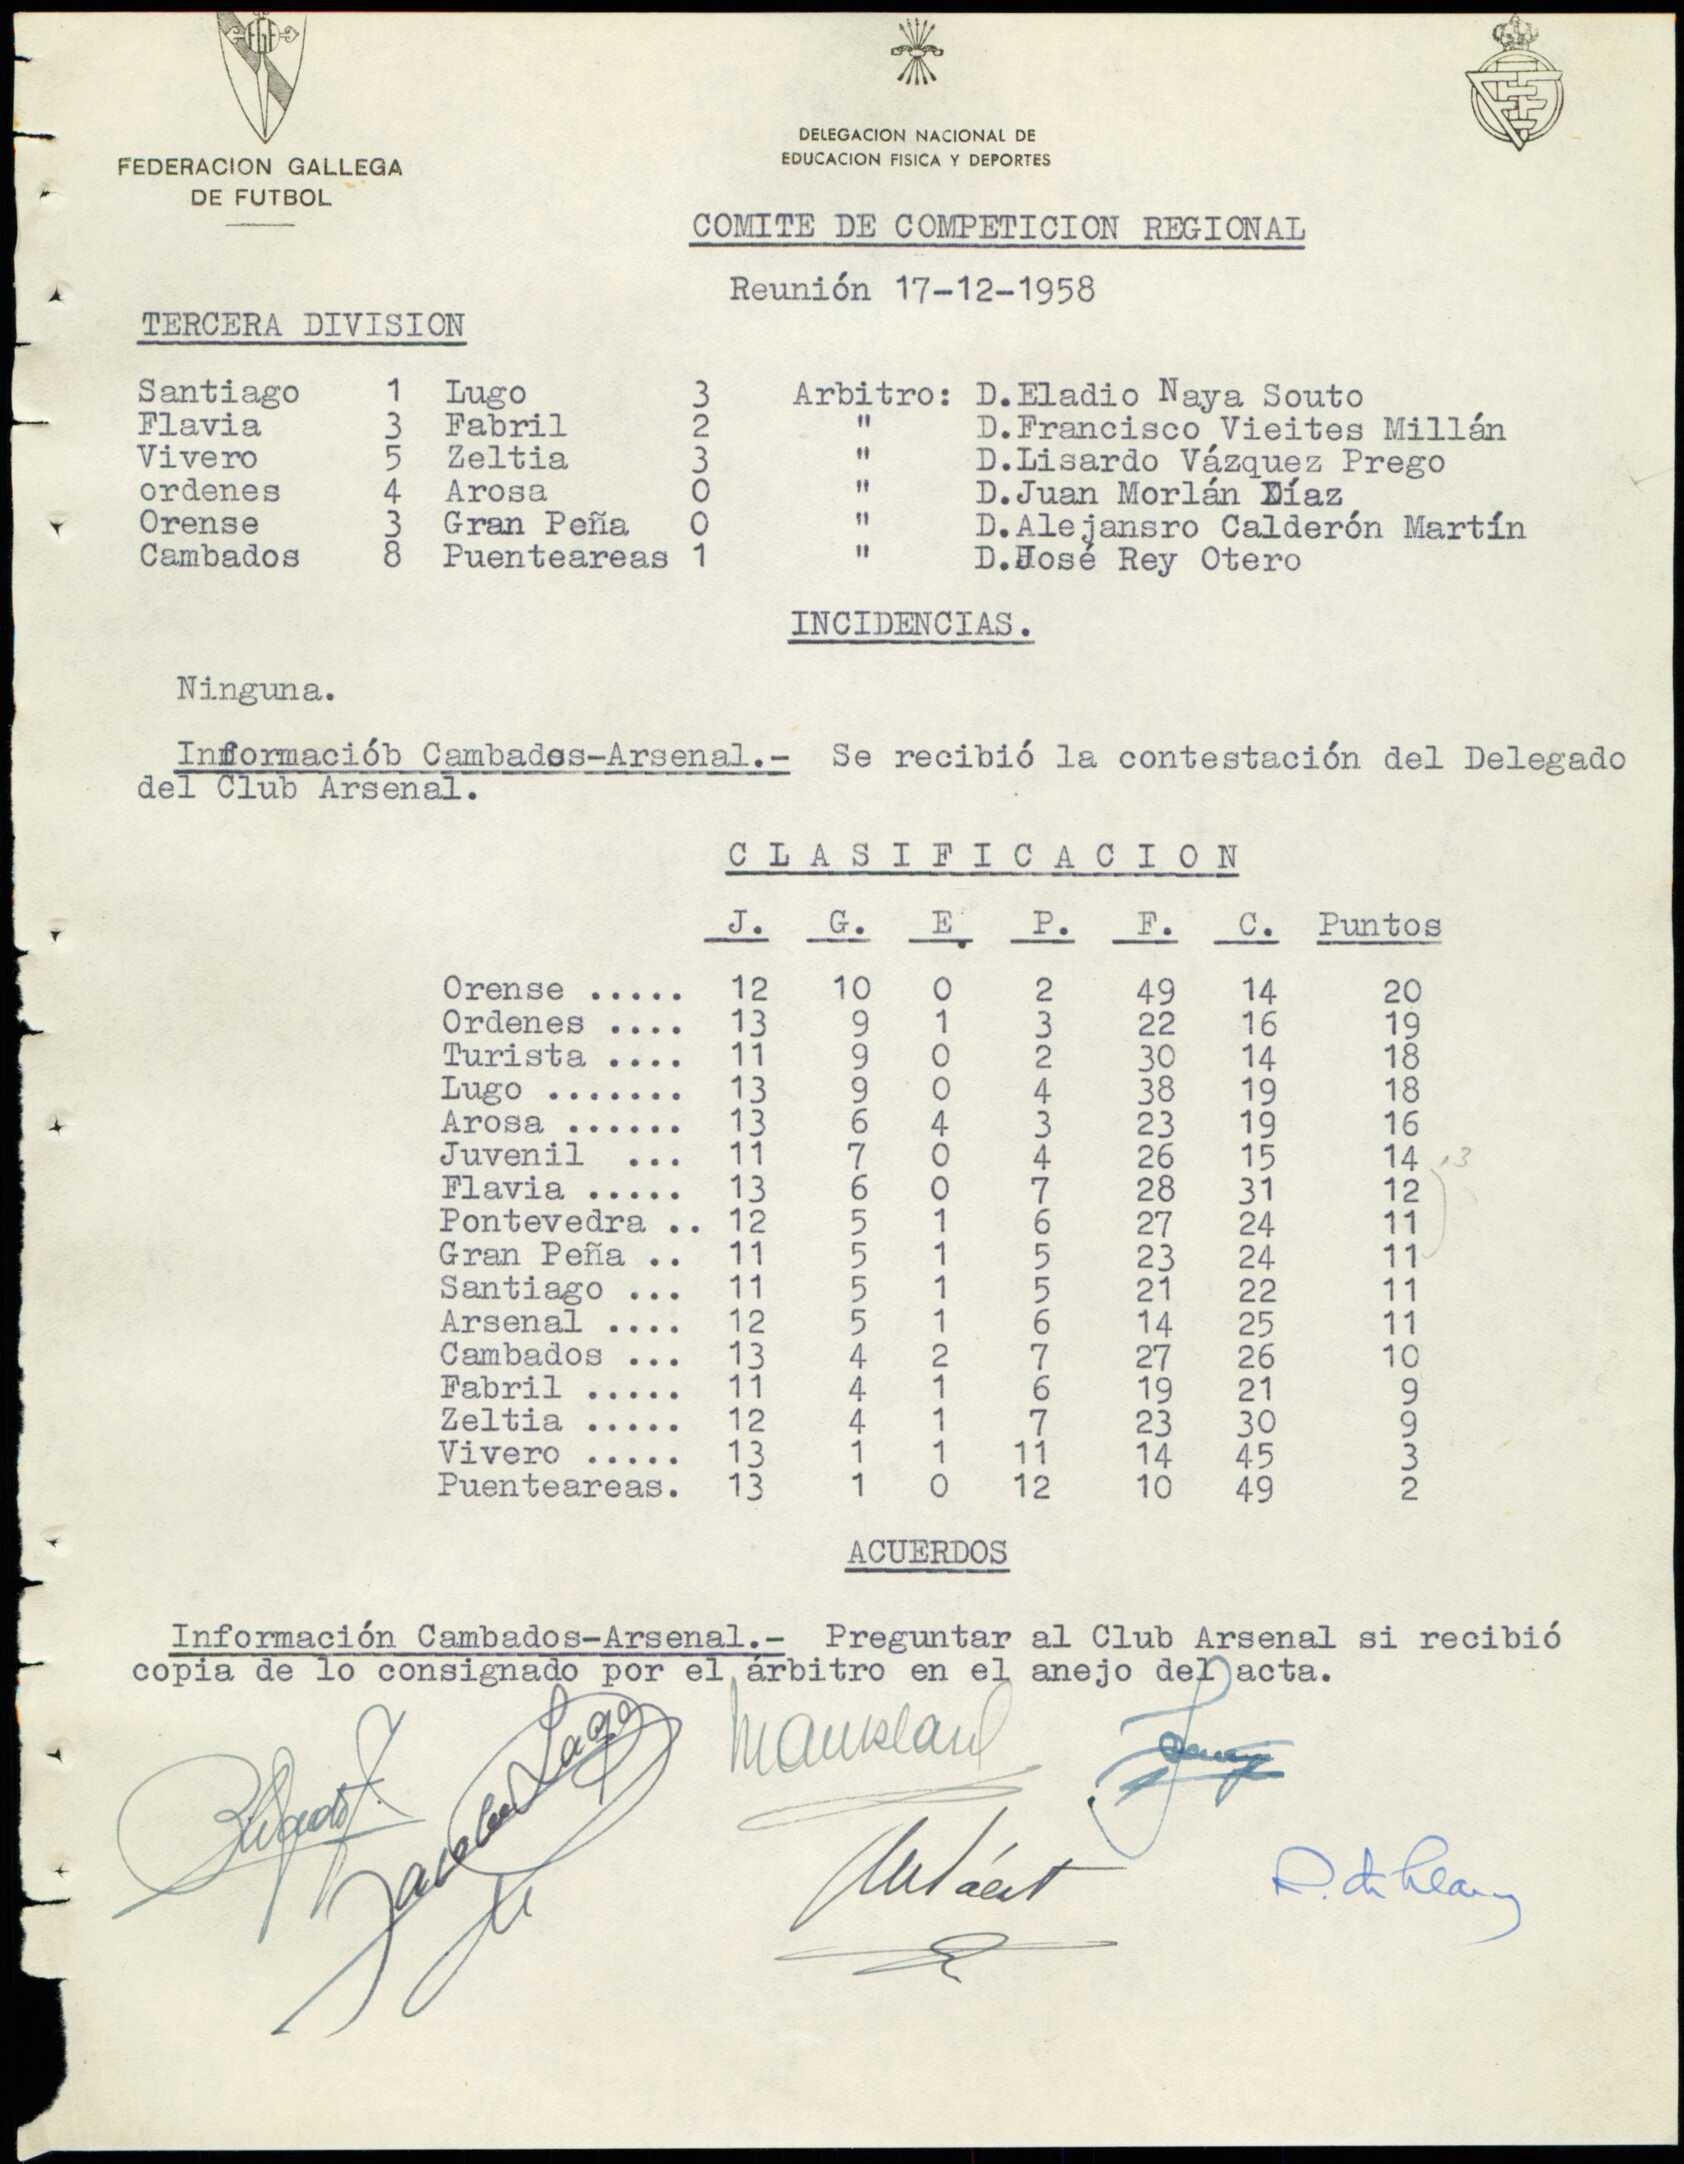 FGF
FEDERACION GALLEGA
DE FUTBOL
DELEGACION NACIONAL DE
EDUCACION FISICA Y DEPORTES
COMITE DE COMPETICION REGIONAL
Reunión 17-12-1958
TERCERA DIVISION
Santiago 1 Lugo 3 Arbitro: D.Eladio Naya Souto
Flavia 3 Fabril 2 " D.Francisco Vieites Millán
Vivero 5 Zeltia 3 " D.Lisardo Vázquez Prego
ordenes 4 Arosa 0 " D.Juan Morlán Díaz
Orense 3 Gran Peña 0 " D.Alejansro Calderón Martín
Cambados 8 Puenteareas 1 " D.José Rey Otero
INCIDENCIAS.
Ninguna.
Informaciób Cambados-Arsenal.- Se recibió la contestación del Delegado
del Club Arsenal.
C L A S I F I C A C I O N
J. G. E. P. F. C. Puntos
Orense ..... 12 10 0 2 49 14 20
Ordenes .... 13 9 1 3 22 16 19
Turista .... 11 9 0 2 30 14 18
Lugo ....... 13 9 0 4 38 19 18
Arosa ...... 13 6 4 3 23 19 16
Juvenil ... 11 7 0 4 26 15 14
Flavia ..... 13 6 0 7 28 31 12
Pontevedra .. 12 5 1 6 27 24 11
Gran Peña .. 11 5 1 5 23 24 11
Santiago ... 11 5 1 5 21 22 11
Arsenal .... 12 5 1 6 14 25 11
Cambados ... 13 4 2 7 27 26 10
Fabril ..... 11 4 1 6 19 21 9
Zeltia ..... 12 4 1 7 23 30 9
Vivero ..... 13 1 1 11 14 45 3
Puenteareas. 13 1 0 12 10 49 2
ACUERDOS
Información Cambados-Arsenal.- Preguntar al Club Arsenal si recibió
copia de lo consignado por el árbitro en el anejo del acta.